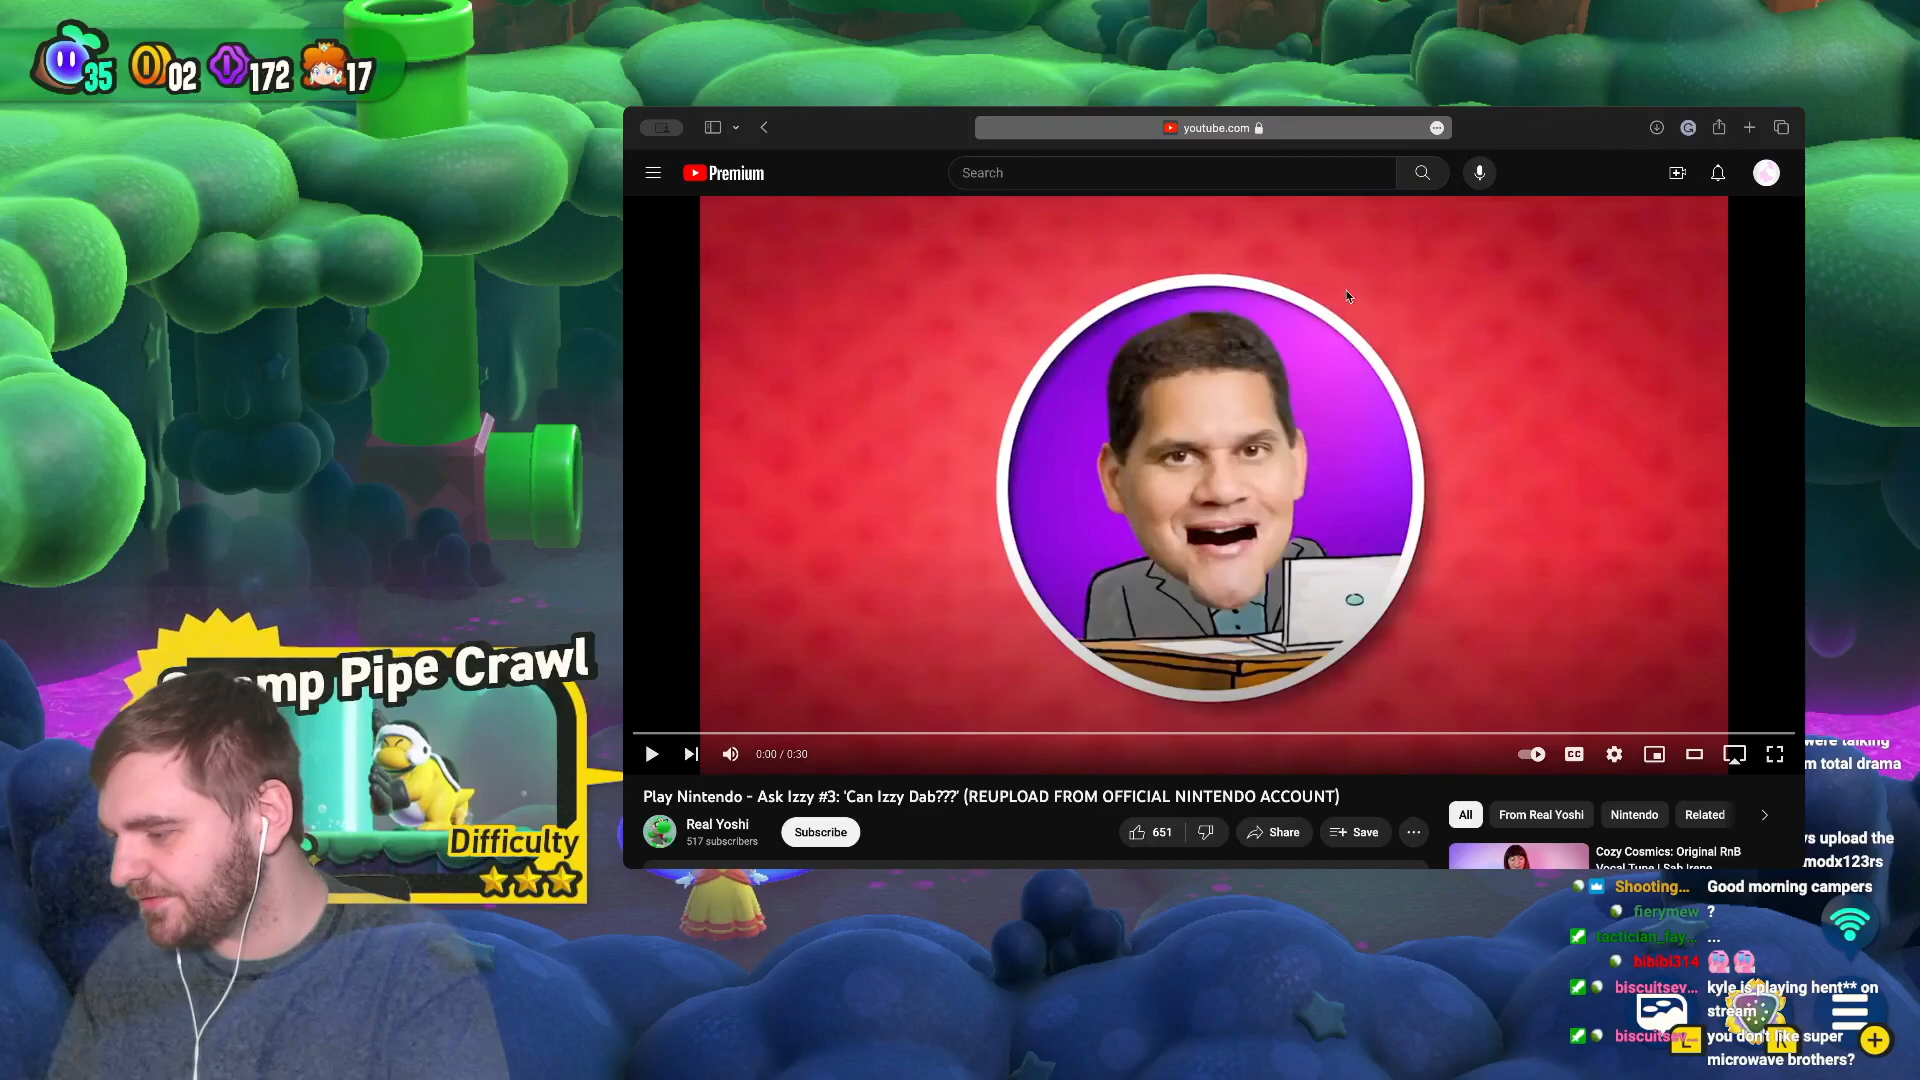 35 02 172 17
youtube.com
Premium
Search
0:00 / 0:30
CC
Play Nintendo - Ask Izzy #3: 'Can Izzy Dab???' (REUPLOAD FROM OFFICIAL NINTENDO ACCOUNT)
Real Yoshi
517 subscribers
Subscribe
651
Share
Save
All
From Real Yoshi
Nintendo
Related
Cozy Cosmics: Original RnB
Pipe Crawl
Difficulty
m total drama
s upload the
modx123rs
Shooting... Good morning campers
fierymew ?
tactician_fay... ...
bibibi314
biscuitsev... kyle is playing hent** on
stream
biscuitsev... you don't like super
microwave brothers?